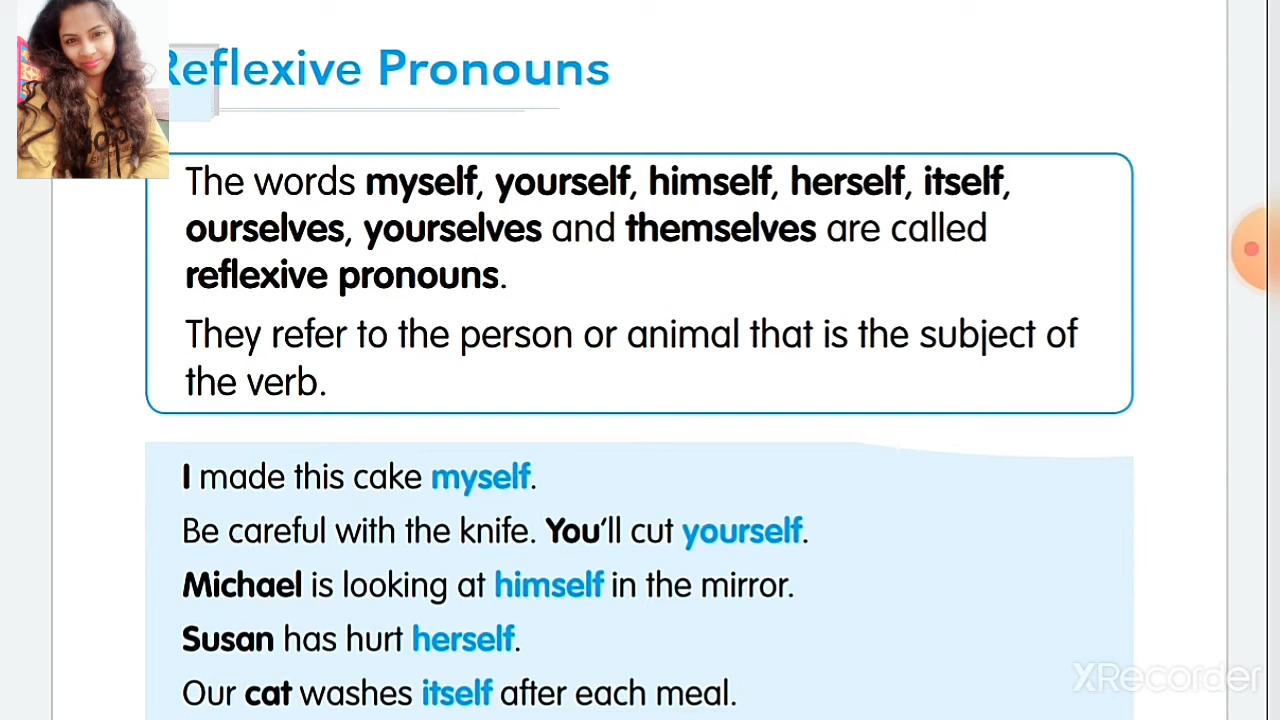 Reflexive Pronouns
The words myself, yourself, himself, herself, itself,
ourselves, yourselves and themselves are called
reflexive pronouns.
They refer to the person or animal that is the subject of
the verb.
I made this cake myself.
Be careful with the knife. You'll cut yourself.
Michael is looking at himself in the mirror.
Susan has hurt herself.
Our cat washes itself after each meal.
XRecorder